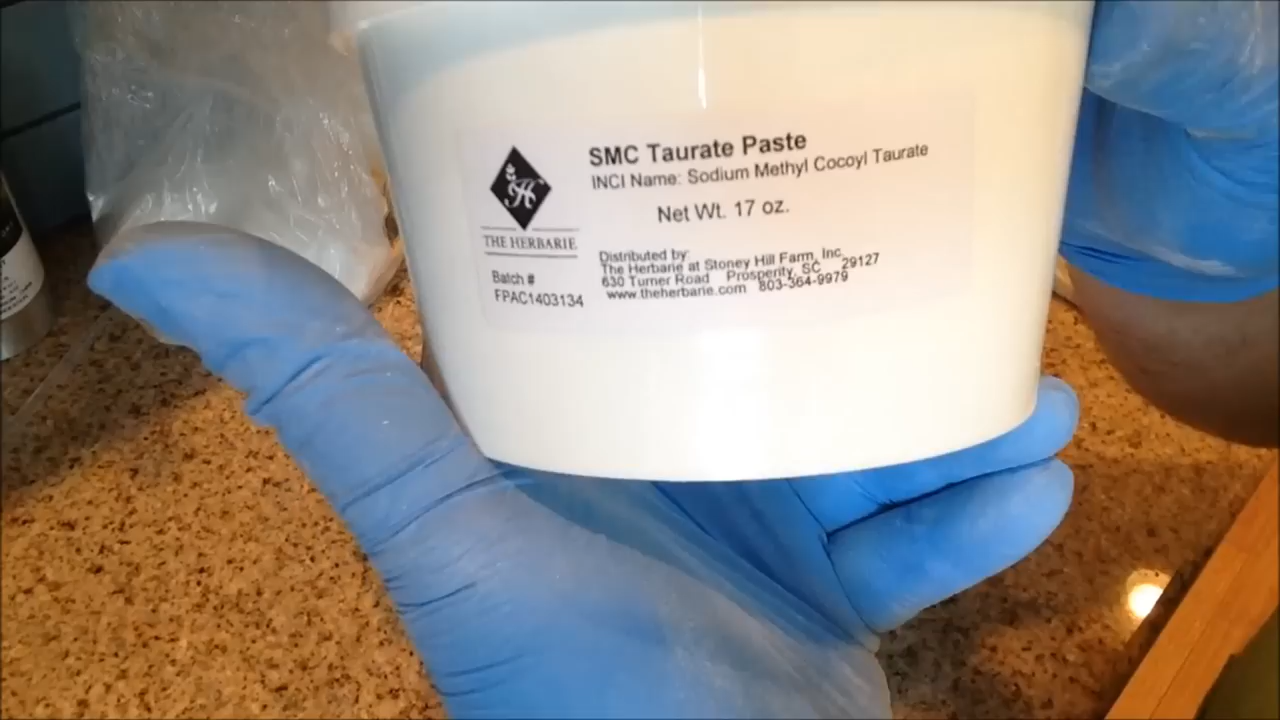 SMC Taurate Paste
INCI Name: Sodium Methyl Cocoyl Taurate
Net Wt. 17 oz.
THE HERBARIE
Batch #
FPAC1403134
Distributed by:
The Herbarie at Stoney Hill Farm, Inc.
630 Turner Road Prosperity, SC 29127
www.theherbarie.com 803-364-9979